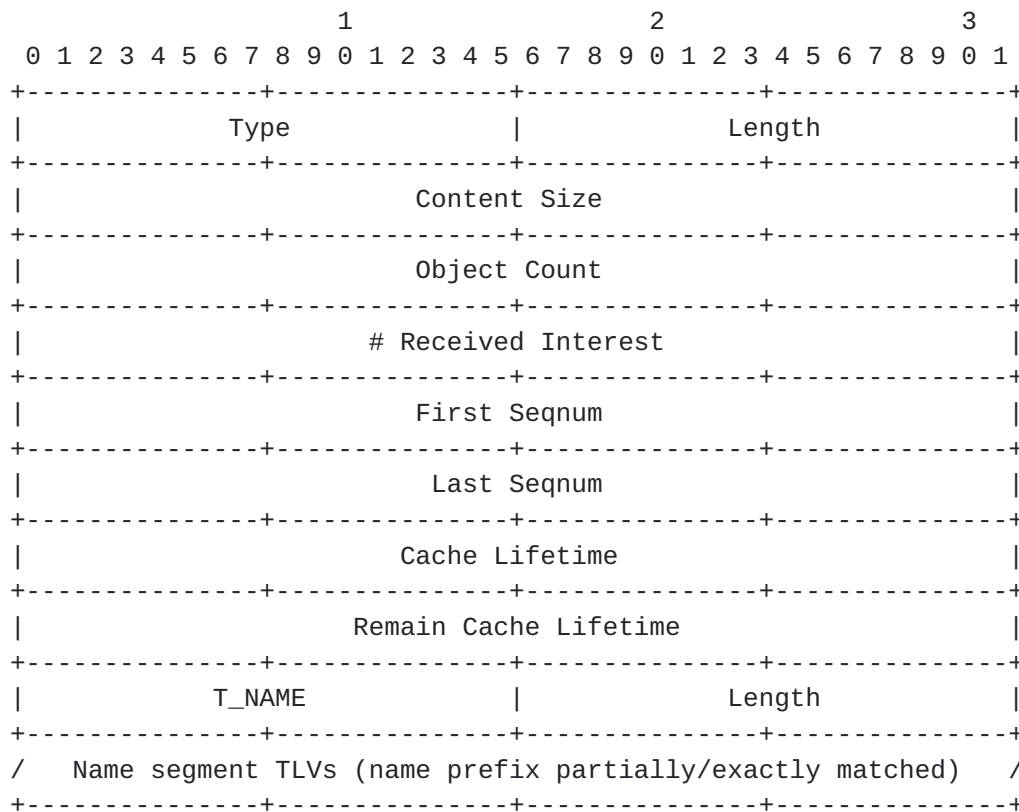 1                   2                   3
 0 1 2 3 4 5 6 7 8 9 0 1 2 3 4 5 6 7 8 9 0 1 2 3 4 5 6 7 8 9 0 1
+---------------+---------------+---------------+---------------+
|             Type              |            Length             |
+---------------+---------------+---------------+---------------+
|                         Content Size                          |
+---------------+---------------+---------------+---------------+
|                         Object Count                          |
+---------------+---------------+---------------+---------------+
|                      # Received Interest                      |
+---------------+---------------+---------------+---------------+
|                         First Seqnum                          |
+---------------+---------------+---------------+---------------+
|                          Last Seqnum                          |
+---------------+---------------+---------------+---------------+
|                        Cache Lifetime                         |
+---------------+---------------+---------------+---------------+
|                     Remain Cache Lifetime                     |
+---------------+---------------+---------------+---------------+
|            T_NAME             |            Length             |
+---------------+---------------+---------------+---------------+
/   Name segment TLVs (name prefix partially/exactly matched)   /
+---------------+---------------+---------------+---------------+